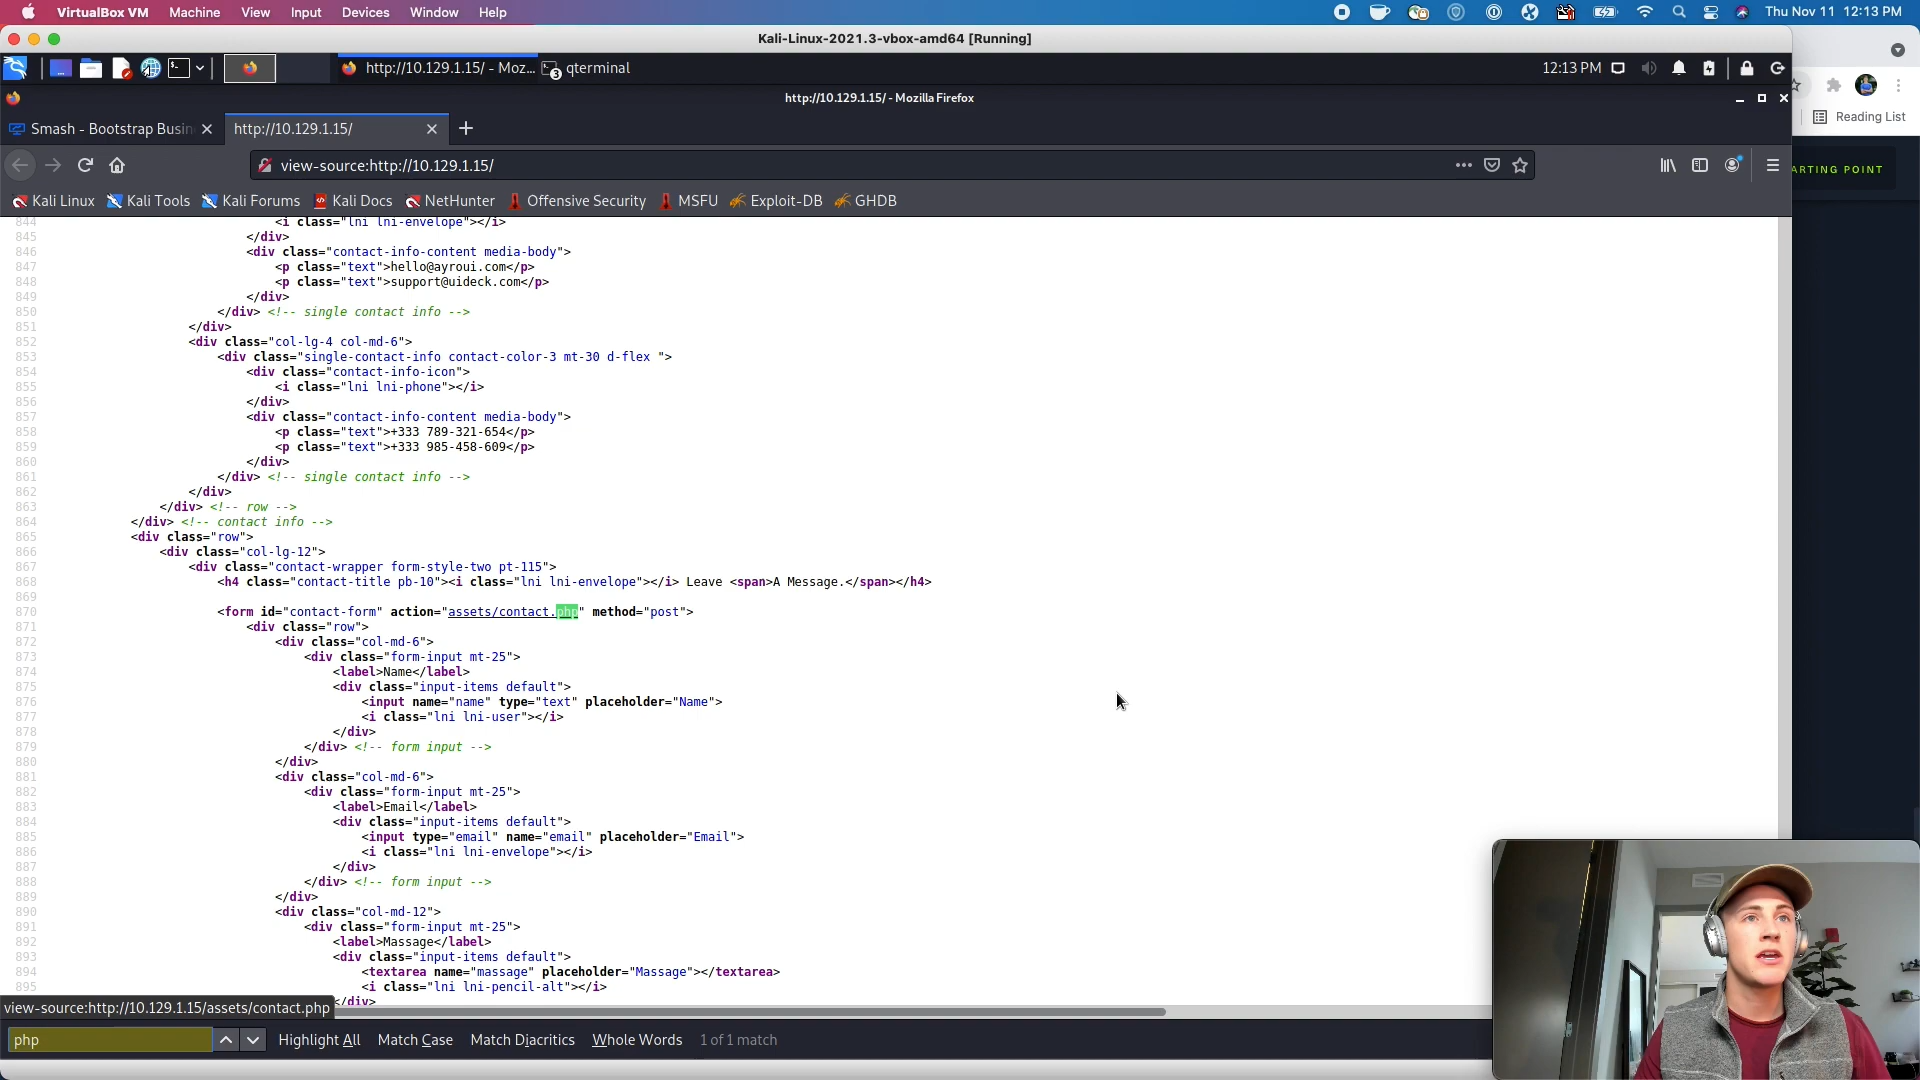 VirtualBox VM Machine View Input Devices Window Help Thu Nov 11 12:13 PM
Kali-Linux-2021.3-vbox-amd64 [Running]
http://10.129.1.15/ - Moz... 3 qterminal 12:13 PM
http://10.129.1.15/ - Mozilla Firefox
Smash - Bootstrap Busin http://10.129.1.15/
Reading List
view-source:http://10.129.1.15/
ARTING POINT
Kali Linux Kali Tools Kali Forums Kali Docs NetHunter Offensive Security MSFU Exploit-DB GHDB
844 <i class="lni lni-envelope"></i>
845 </div>
846 <div class="contact-info-content media-body">
847 <p class="text">hello@ayroui.com</p>
848 <p class="text">support@uideck.com</p>
849 </div>
850 </div> <!-- single contact info -->
851 </div>
852 <div class="col-lg-4 col-md-6">
853 <div class="single-contact-info contact-color-3 mt-30 d-flex ">
854 <div class="contact-info-icon">
855 <i class="lni lni-phone"></i>
856 </div>
857 <div class="contact-info-content media-body">
858 <p class="text">+333 789-321-654</p>
859 <p class="text">+333 985-458-609</p>
860 </div>
861 </div> <!-- single contact info -->
862 </div>
863 </div> <!-- row -->
864 </div> <!-- contact info -->
865 <div class="row">
866 <div class="col-lg-12">
867 <div class="contact-wrapper form-style-two pt-115">
868 <h4 class="contact-title pb-10"><i class="lni lni-envelope"></i> Leave <span>A Message.</span></h4>
869
870 <form id="contact-form" action="assets/contact.php" method="post">
871 <div class="row">
872 <div class="col-md-6">
873 <div class="form-input mt-25">
874 <label>Name</label>
875 <div class="input-items default">
876 <input name="name" type="text" placeholder="Name">
877 <i class="lni lni-user"></i>
878 </div>
879 </div> <!-- form input -->
880 </div>
881 <div class="col-md-6">
882 <div class="form-input mt-25">
883 <label>Email</label>
884 <div class="input-items default">
885 <input type="email" name="email" placeholder="Email">
886 <i class="lni lni-envelope"></i>
887 </div>
888 </div> <!-- form input -->
889 </div>
890 <div class="col-md-12">
891 <div class="form-input mt-25">
892 <label>Massage</label>
893 <div class="input-items default">
894 <textarea name="massage" placeholder="Massage"></textarea>
895 <i class="lni lni-pencil-alt"></i>
</div>
view-source:http://10.129.1.15/assets/contact.php
php Highlight All Match Case Match Diacritics Whole Words 1 of 1 match